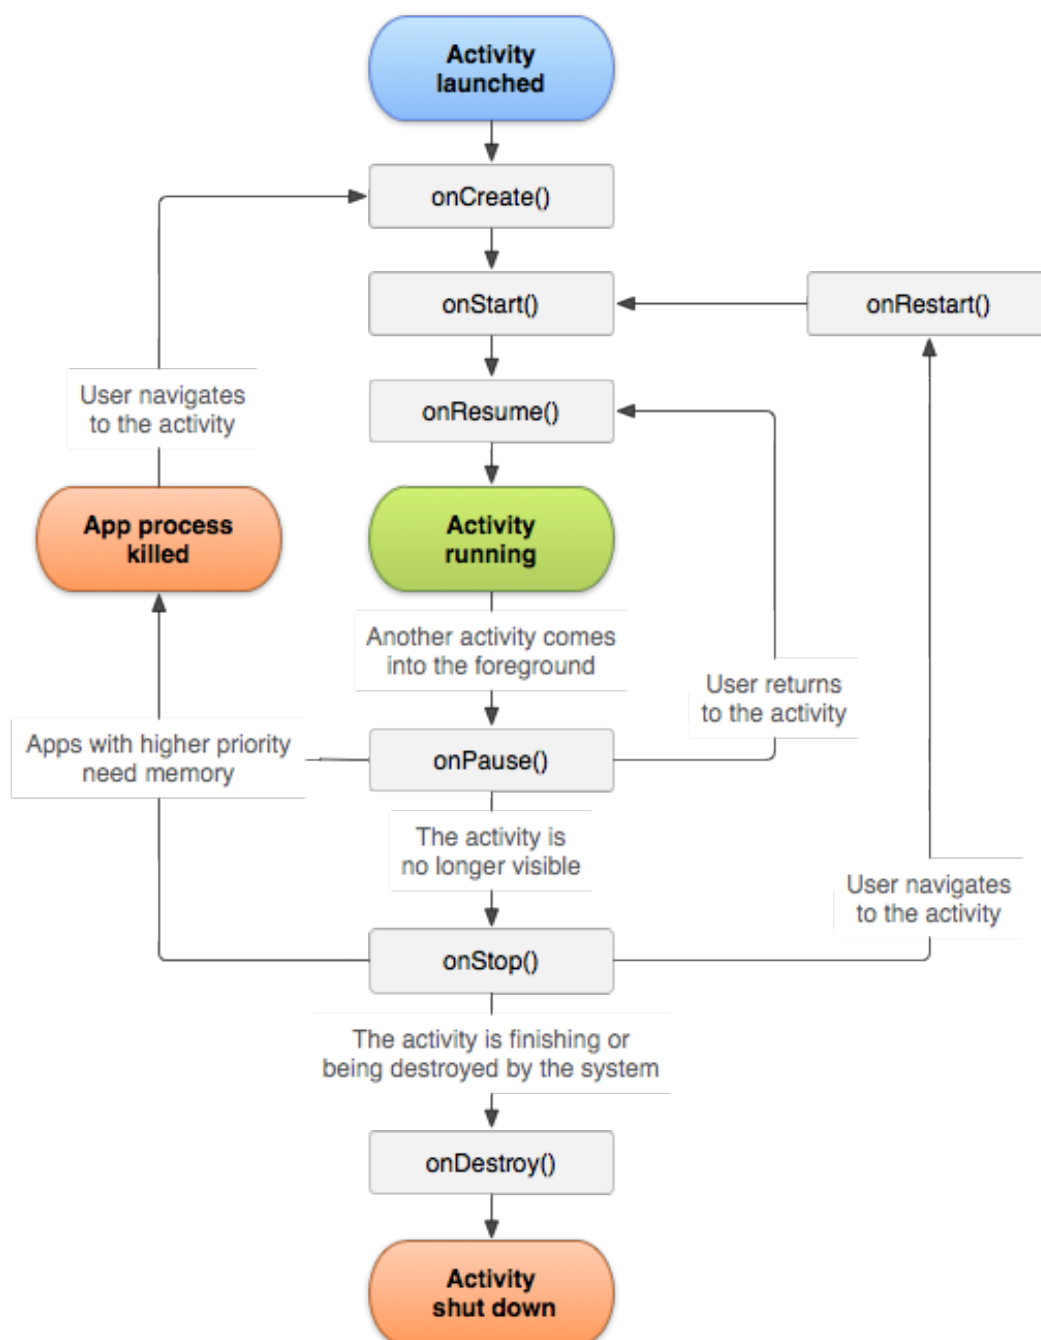 Activity
launched
onCreate()
onStart()
onRestart()
User navigates
to the activity
onResume()
App process
killed
Activity
running
Another activity comes
into the foreground
User returns
to the activity
Apps with higher priority
need memory
onPause()
The activity is
no longer visible
User navigates
to the activity
onStop()
The activity is finishing or
being destroyed by the system
onDestroy()
Activity
shut down